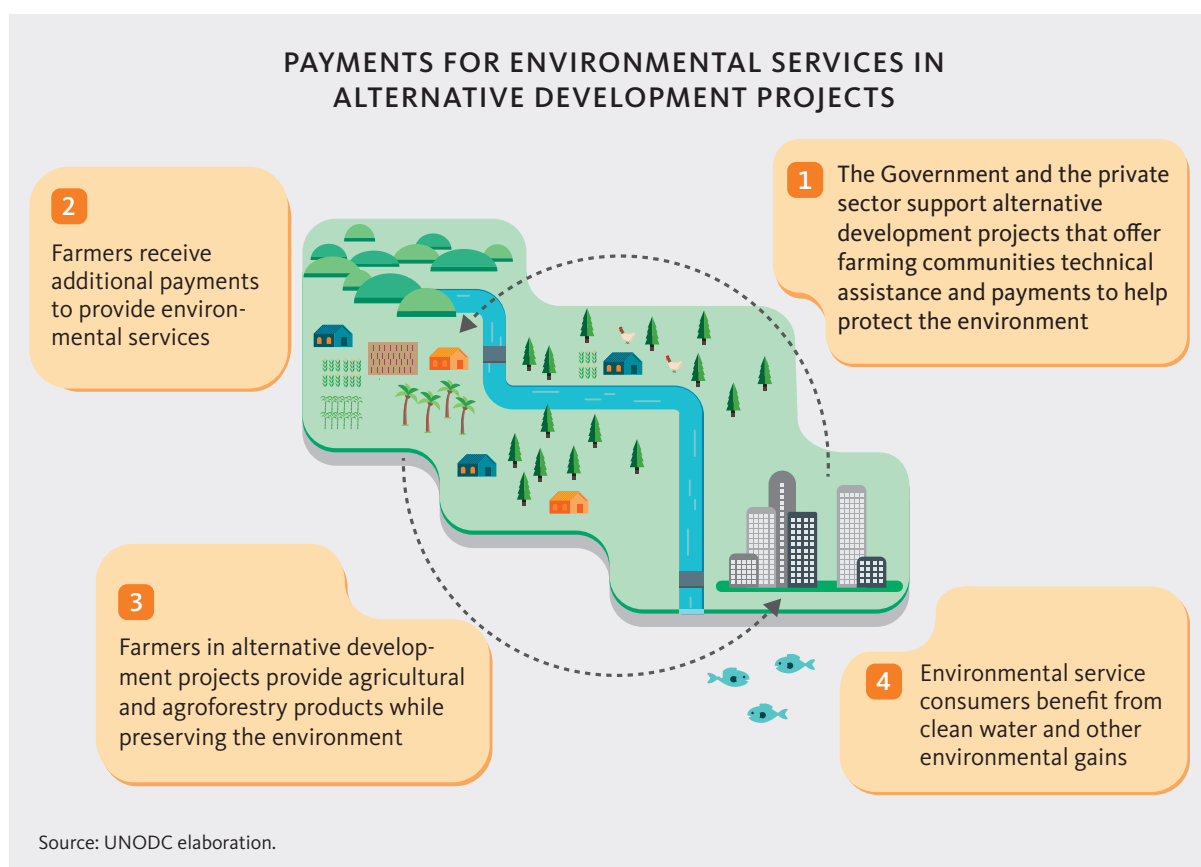 PAYMENTS FOR ENVIRONMENTAL SERVICES IN
ALTERNATIVE DEVELOPMENT PROJECTS
1
The Government and the private
sector support alternative
development projects that offer
farming communities technical
assistance and payments to help
protect the environment
2
Farmers receive
additional payments
to provide environ-
mental services
3
Farmers in alternative develop-
ment projects provide agricultural
and agroforestry products while
preserving the environment
4
Environmental service
consumers benefit from
clean water and other
environmental gains
Source: UNODC elaboration.